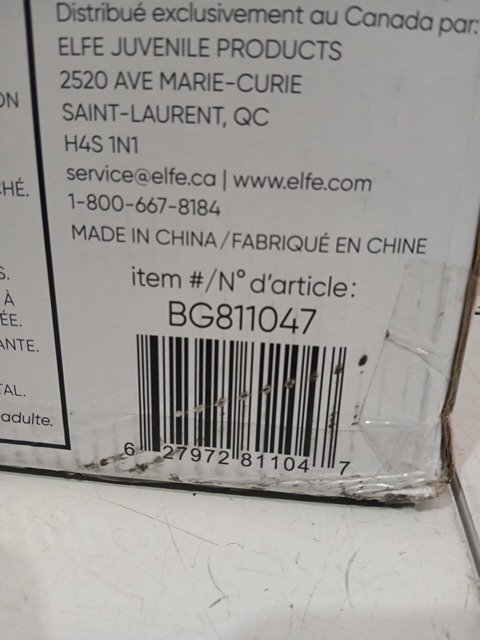 Distribué exclusivement au Canada par:
ELFE JUVENILE PRODUCTS
2520 AVE MARIE-CURIE
SAINT-LAURENT, QC
H4S 1N1
service@elfe.ca | www.elfe.com
1-800-667-8184
MADE IN CHINA/FABRIQUÉ EN CHINE
item #/N° d'article:
BG811047
6 27972 81104 7
adulte.